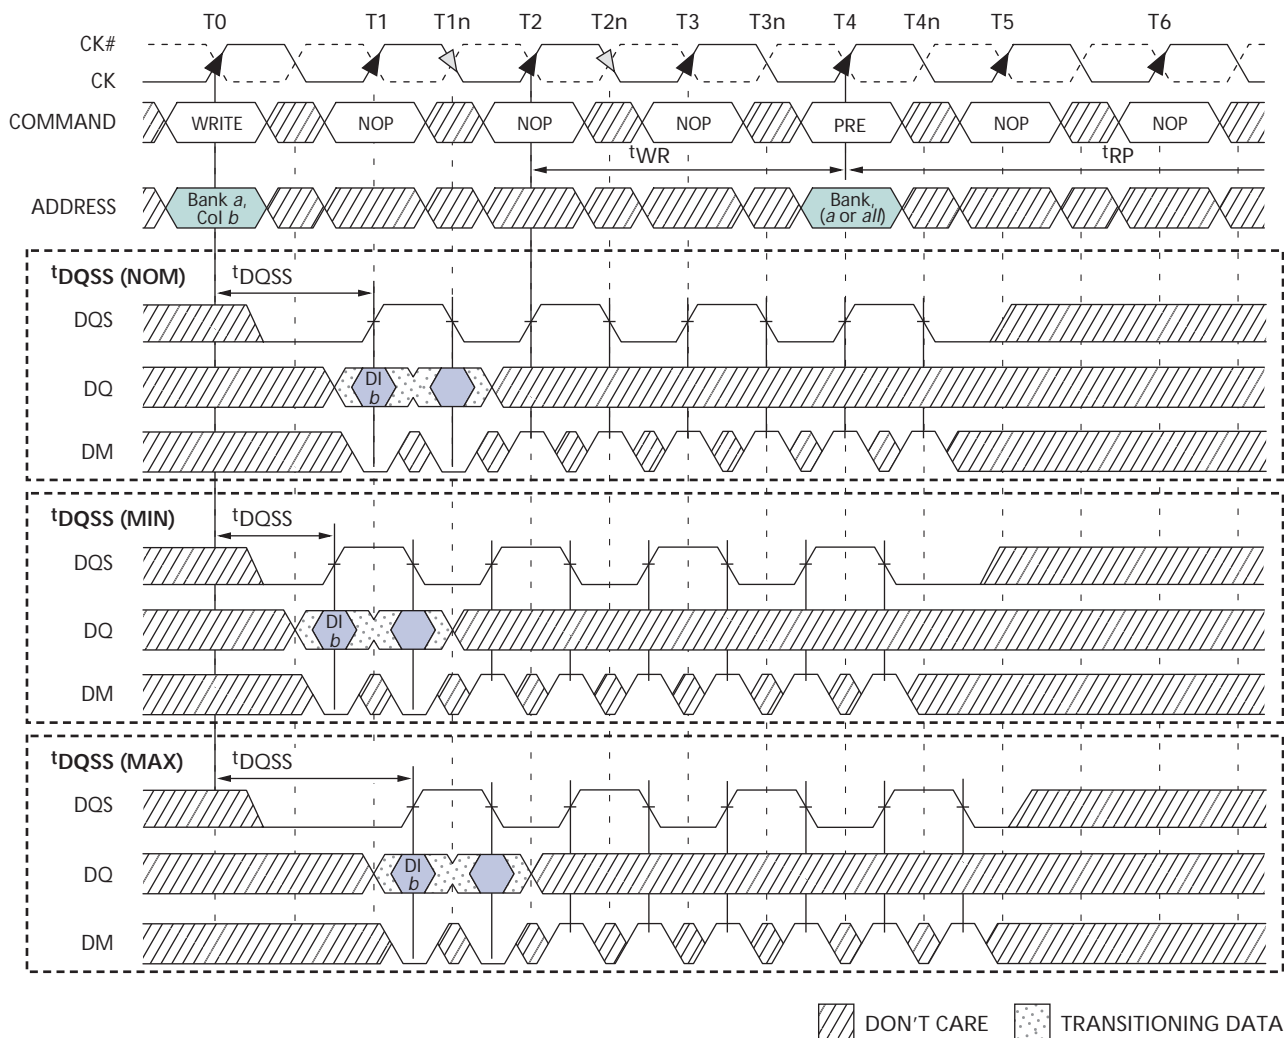 T0 T1 T1n T2 T2n T3 T3n T4 T4n T5 T6
CK#
CK
COMMAND WRITE NOP NOP NOP PRE NOP NOP
tWR tRP
ADDRESS Bank a, Col b Bank, (a or all)
tDQSS (NOM) tDQSS
DQS
DQ DI b
DM
tDQSS (MIN) tDQSS
DQS
DQ DI b
DM
tDQSS (MAX) tDQSS
DQS
DQ DI b
DM
DON'T CARE TRANSITIONING DATA